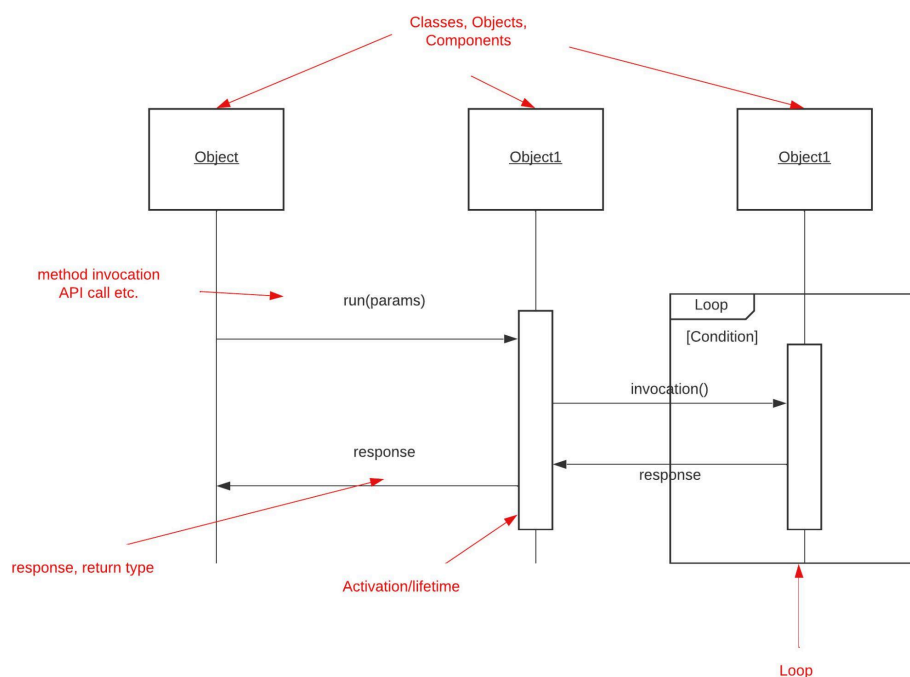 Classes, Objects,
Components
Object
Object1
Object1
method invocation
API call etc.
run(params)
Loop
[Condition]
invocation()
response
response
response, return type
Activation/lifetime
Loop